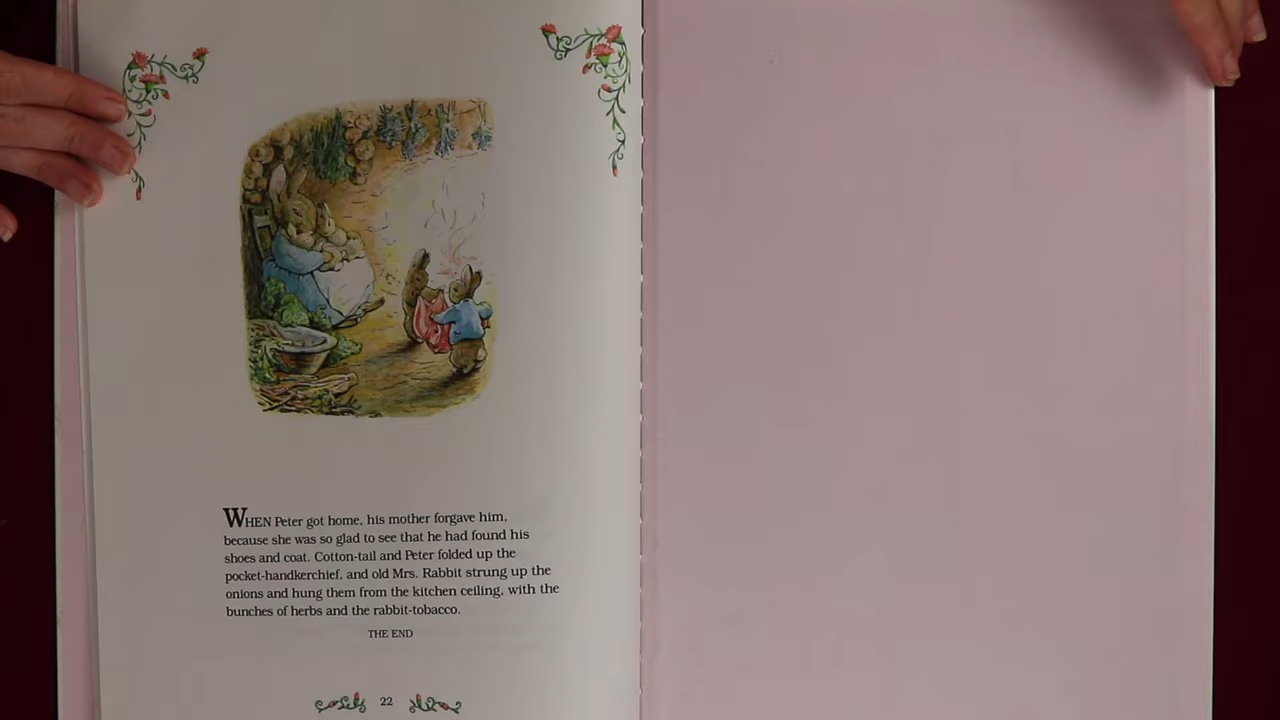 WHEN Peter got home, his mother forgave him,
because she was so glad to see that he had found his
shoes and coat. Cotton-tail and Peter folded up the
pocket-handkerchief, and old Mrs. Rabbit strung up the
onions and hung them from the kitchen ceiling, with the
bunches of herbs and the rabbit-tobacco.
THE END
22